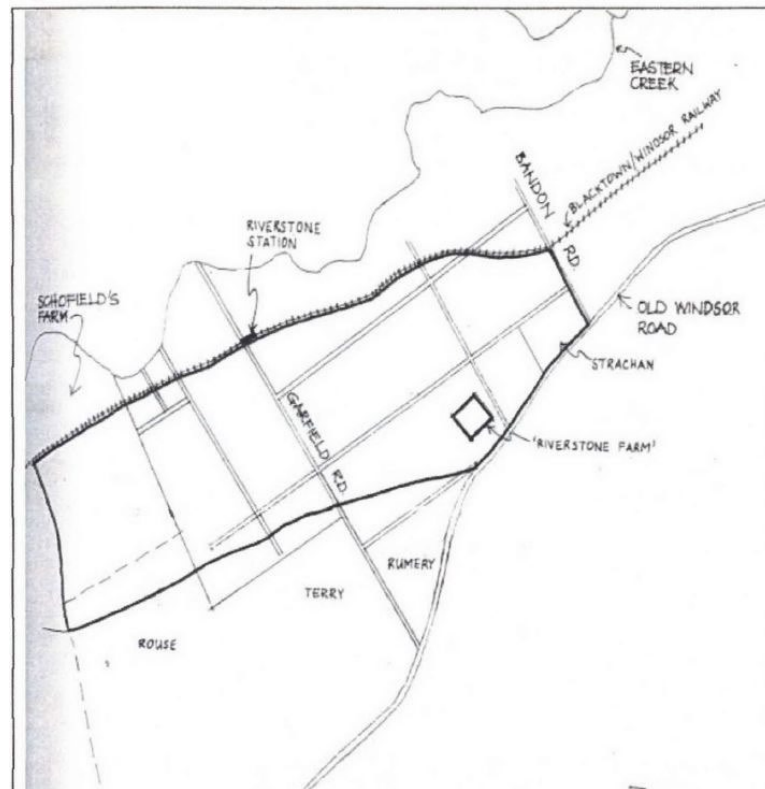 EASTERN
CREEK
BLACKTOWN/WINDSOR RAILWAY
BANDON
RD.
RIVERSTONE
STATION
SCHOFIELD'S
FARM
OLD WINDSOR
ROAD
STRACHAN
GARFIELD
RD.
'RIVERSTONE FARM'
RUMERY
TERRY
ROUSE